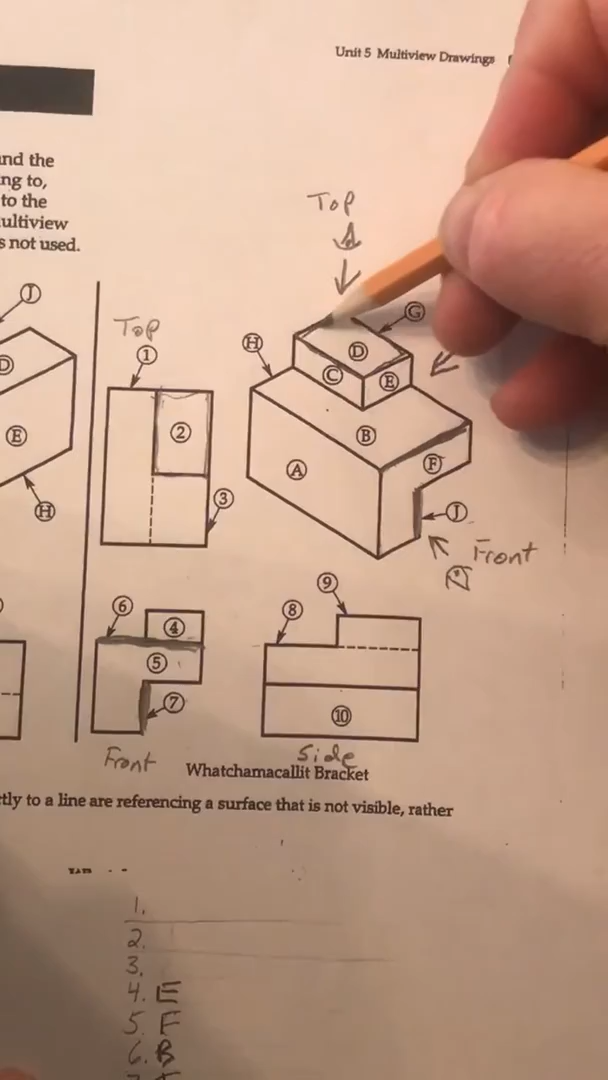 Unit 5 Multiview Drawings
nd the
ng to,
to the
ultiview
s not used.
Top
J
H
G
Top
1
D
D
C
E
2
B
E
F
A
3
H
J
Front
9
6
8
4
5
7
10
Front
Side
Whatchamacallit Bracket
tly to a line are referencing a surface that is not visible, rather
1.
2.
3.
4. E
5. F
6. B
7.